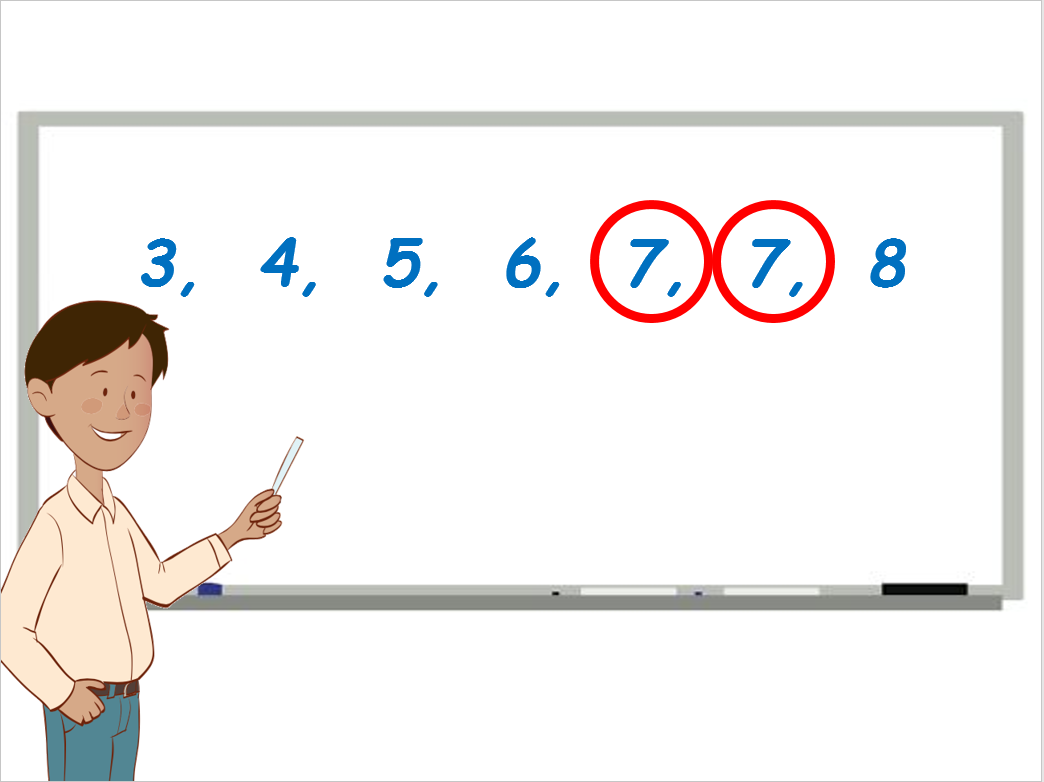 3, 4, 5, 6, 7, 7, 8